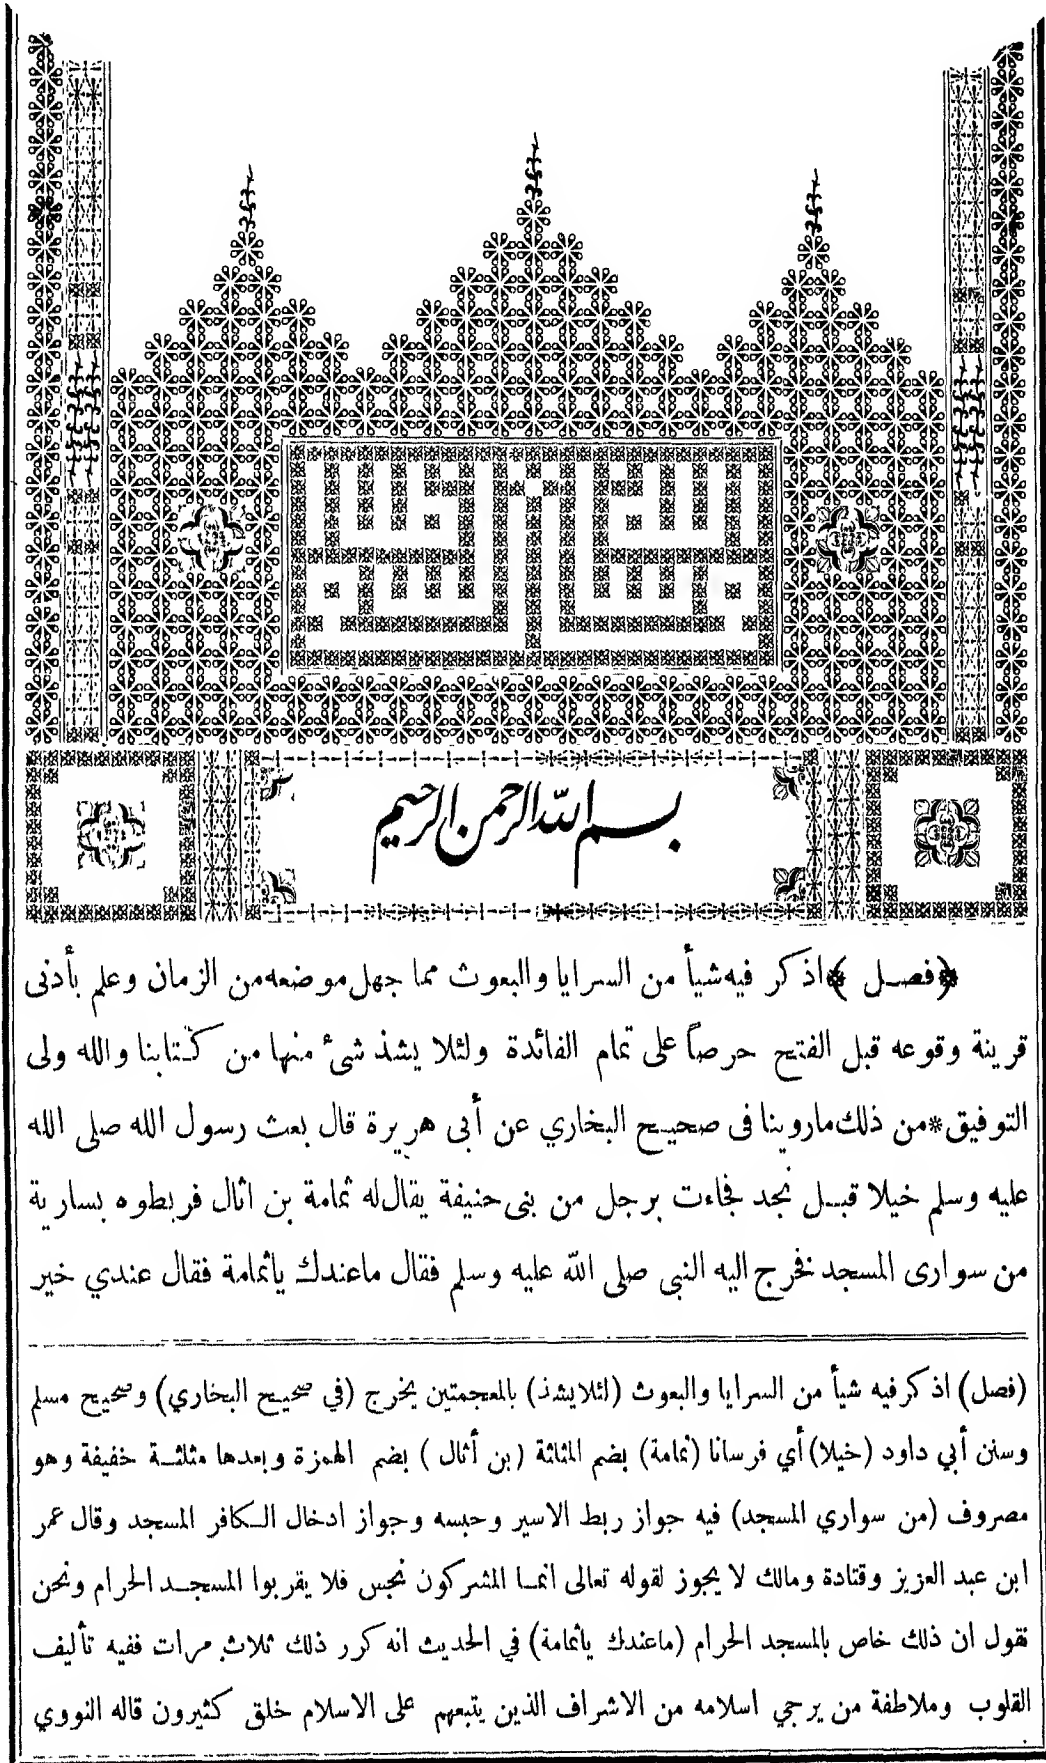 بسم الله الرحمن الرحيم
﴿فصل﴾ اذكر فيه شيأ من السرايا والبعوث مما جهل موضعه من الزمان وعلم بأدنى
قرينة وقوعه قبل الفتح حرصاً على تمام الفائدة ولئلا يشذ شئ منها من كتابنا والله ولى
التوفيق*من ذلك ماروينا فى صحيح البخاري عن أبى هريرة قال بعث رسول الله صلى الله
عليه وسلم خيلا قبل نجد فجاءت برجل من بنى حنيفة يقال له ثمامة بن اثال فربطوه بسارية
من سوارى المسجد فخرج اليه النبى صلى الله عليه وسلم فقال ماعندك ياثمامة فقال عندي خير
(فصل) اذكر فيه شيأ من السرايا والبعوث (لئلايشذ) بالمعجمتين يخرج (في صحيح البخاري) وصحيح مسلم
وسنن أبي داود (خيلا) أي فرسانا (ثمامة) بضم المثلثة (بن أثال) بضم الهمزة وبعدها مثلثة خفيفة وهو
مصروف (من سواري المسجد) فيه جواز ربط الاسير وحبسه وجواز ادخال الكافر المسجد وقال عمر
ابن عبد العزيز وقتادة ومالك لا يجوز لقوله تعالى انما المشركون نجس فلا يقربوا المسجد الحرام ونحن
نقول ان ذلك خاص بالمسجد الحرام (ماعندك ياثمامة) في الحديث انه كرر ذلك ثلاث مرات ففيه تأليف
القلوب وملاطفة من يرجي اسلامه من الاشراف الذين يتبعهم على الاسلام خلق كثيرون قاله النووي